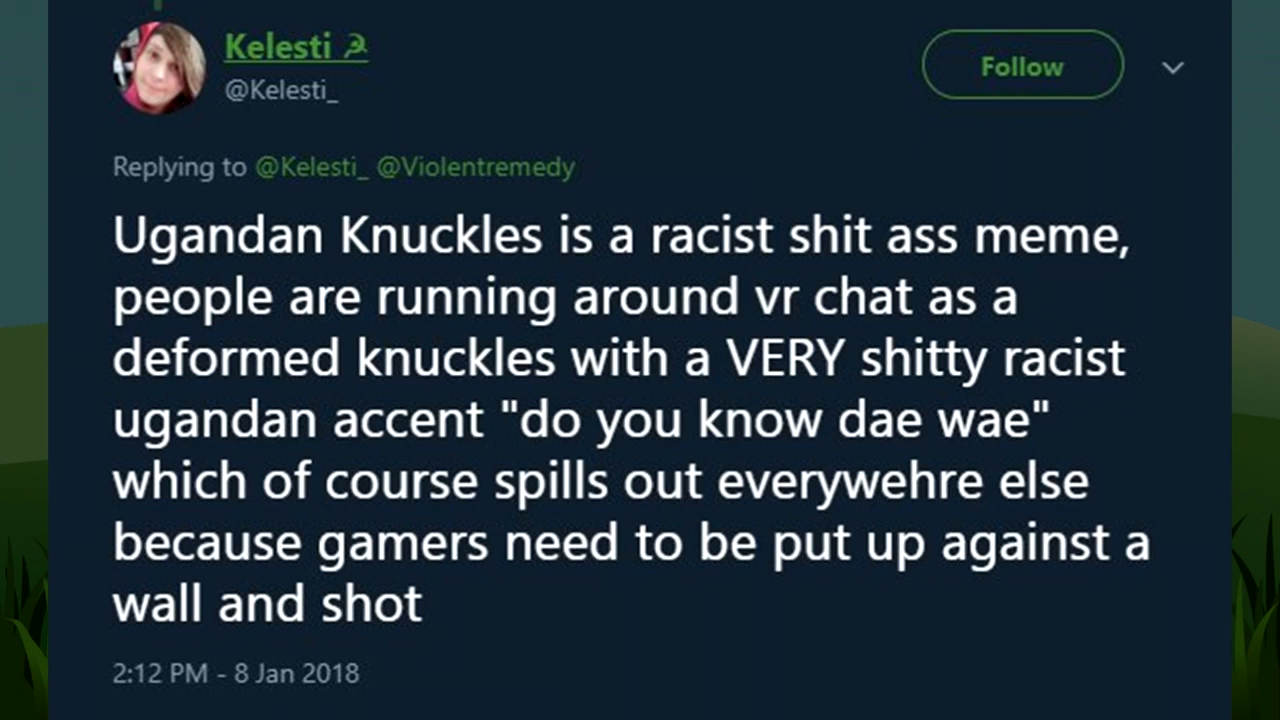 Kelesti ☭
@Kelesti_
Follow
Replying to @Kelesti_ @Violentremedy
Ugandan Knuckles is a racist shit ass meme,
people are running around vr chat as a
deformed knuckles with a VERY shitty racist
ugandan accent "do you know dae wae"
which of course spills out everywehre else
because gamers need to be put up against a
wall and shot
2:12 PM - 8 Jan 2018